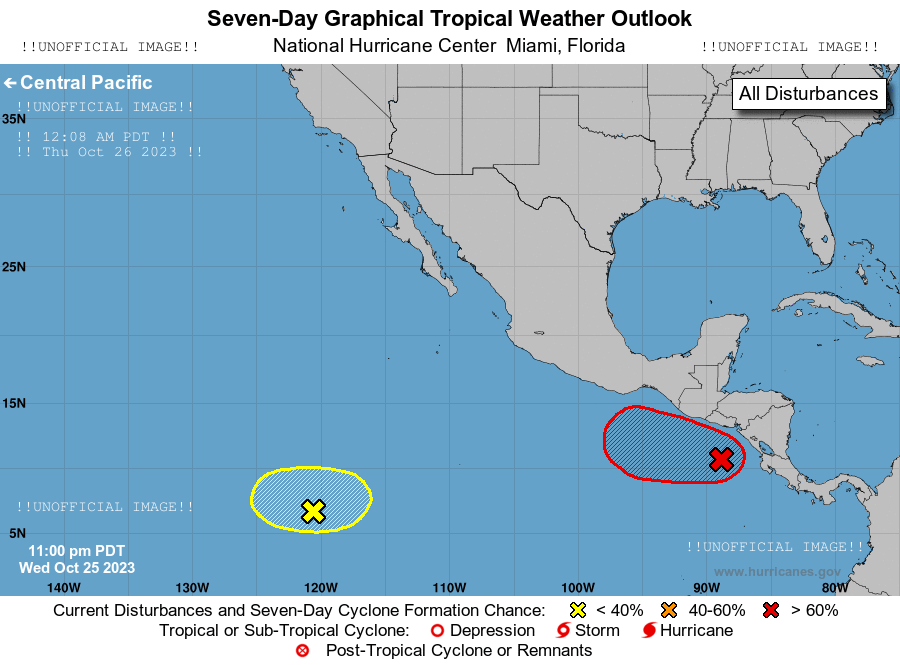 Seven-Day Graphical Tropical Weather Outlook
!!UNOFFICIAL IMAGE!! National Hurricane Center Miami, Florida !!UNOFFICIAL IMAGE!!
← Central Pacific
All Disturbances
!!UNOFFICIAL IMAGE!!
35N
!! 12:08 AM PDT !!
!! Thu Oct 26 2023 !!
25N
15N
!!UNOFFICIAL IMAGE!!
5N
11:00 pm PDT
Wed Oct 25 2023
!!UNOFFICIAL IMAGE!!
www.hurricanes.gov
140W 130W 120W 110W 100W 90W 80W
Current Disturbances and Seven-Day Cyclone Formation Chance: < 40% 40-60% > 60%
Tropical or Sub-Tropical Cyclone: Depression Storm Hurricane
Post-Tropical Cyclone or Remnants